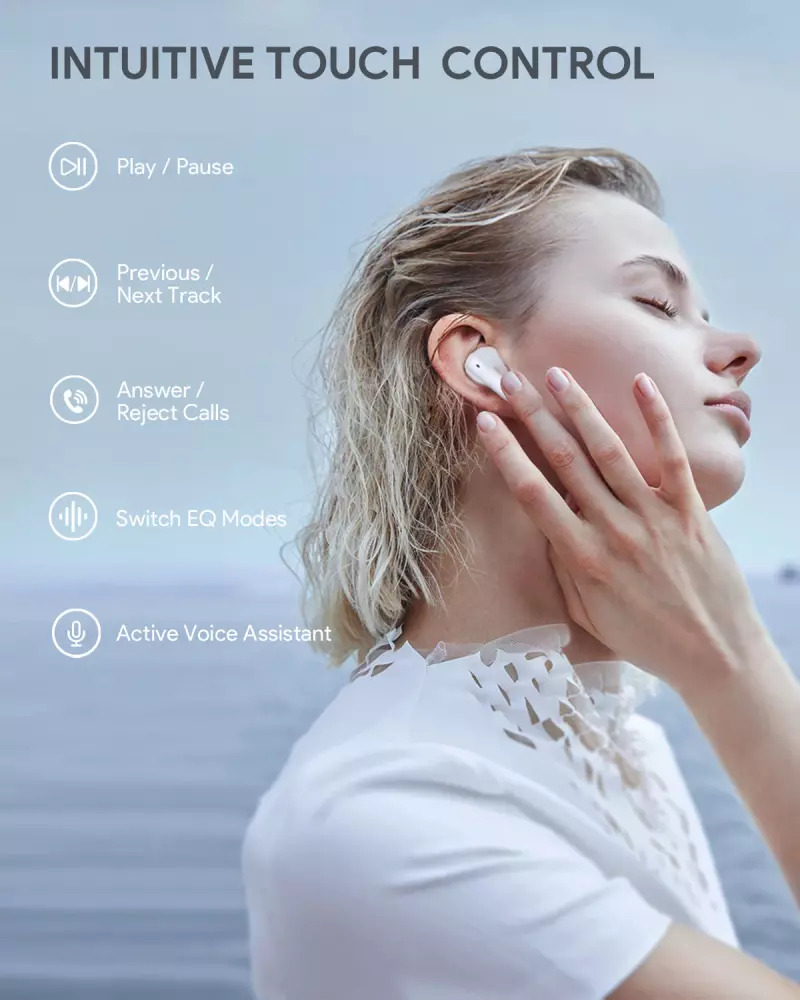 INTUITIVE TOUCH CONTROL
Play / Pause
Previous /
Next Track
Answer /
Reject Calls
Switch EQ Modes
Active Voice Assistant